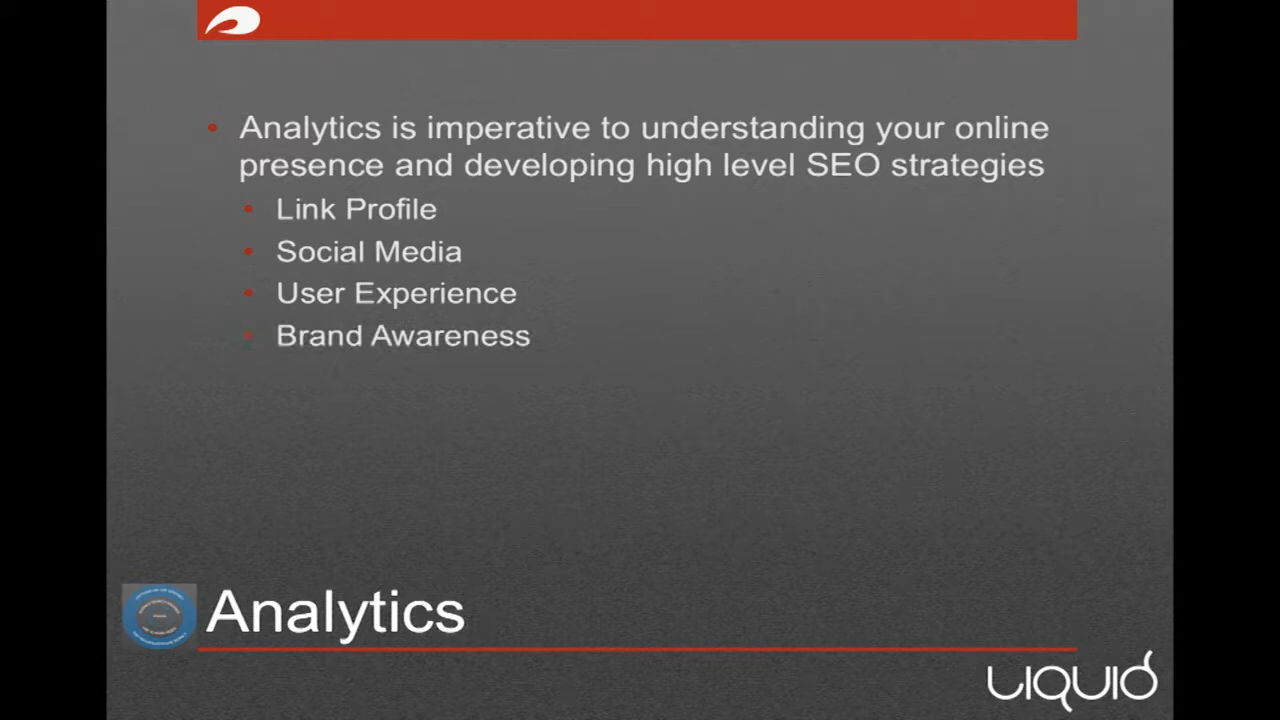 • Analytics is imperative to understanding your online
presence and developing high level SEO strategies
• Link Profile
• Social Media
• User Experience
• Brand Awareness
Analytics
LIQUID